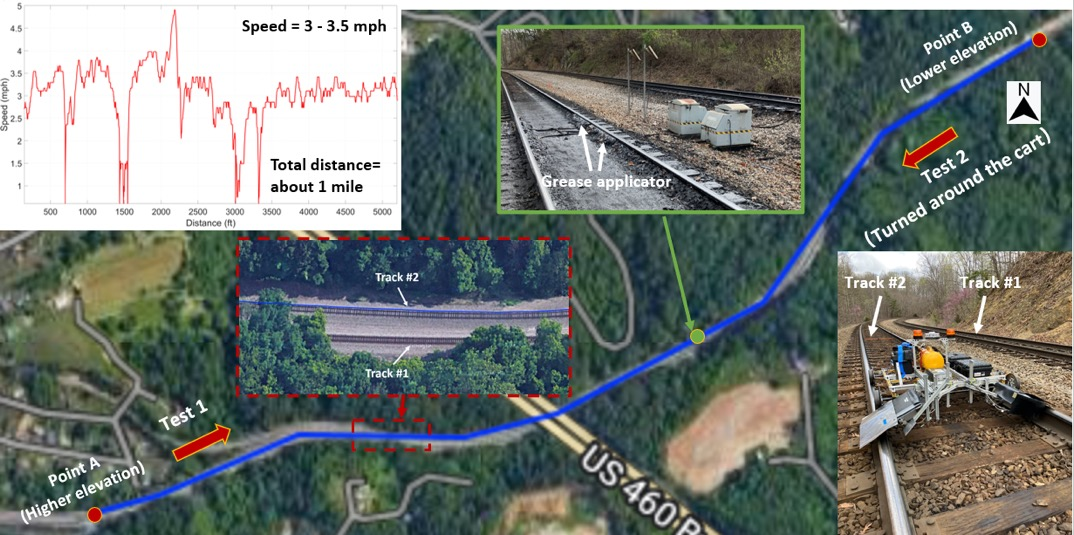 5
4.5
4
3.5
3
2.5
2
1.5
1
Speed (mph)
500
1000
1500
2000
2500
3000
3500
4000
4500
5000
Distance (ft)
Speed = 3 - 3.5 mph
Total distance=
about 1 mile
Grease applicator
Point B
(Lower elevation)
N
Test 2
(Turned around the cart)
Track #2
Track #1
Track #2
Track #1
Test 1
Point A
(Higher elevation)
US 460